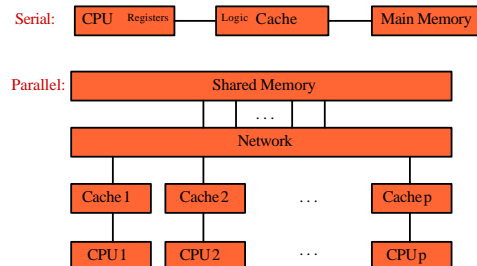 Serial: CPU Registers Logic Cache Main Memory
Parallel: Shared Memory
. . .
Network
Cache 1 Cache 2 . . . Cache p
CPU 1 CPU 2 . . . CPU p